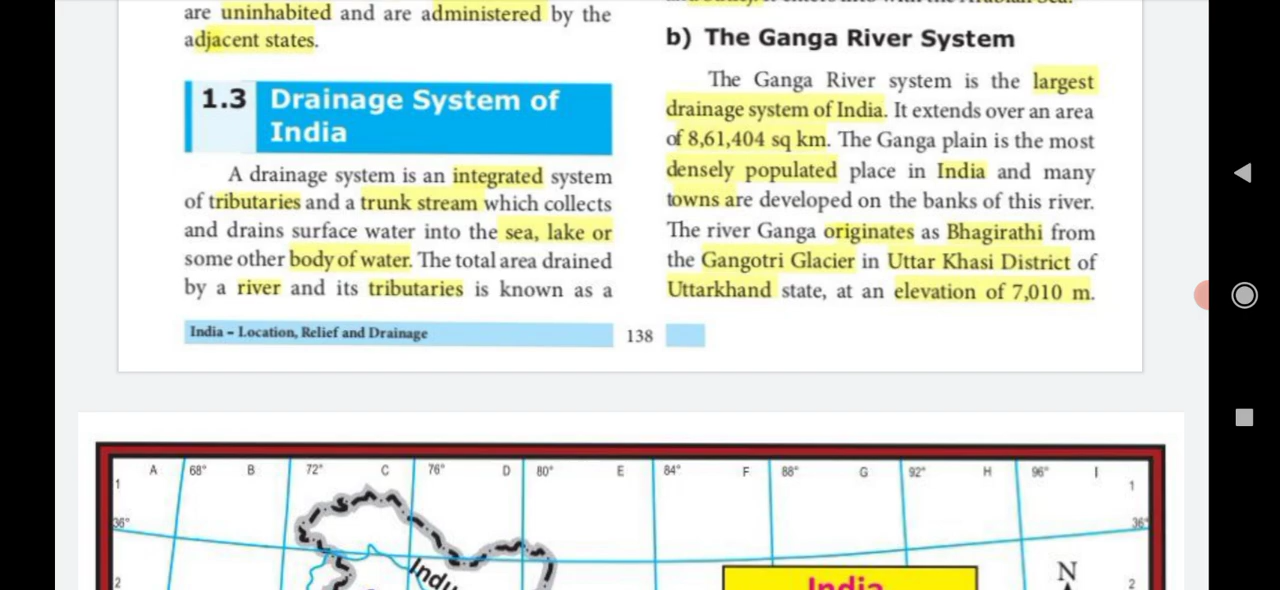 are uninhabited and are administered by the
adjacent states.
1.3 Drainage System of
India
A drainage system is an integrated system
of tributaries and a trunk stream which collects
and drains surface water into the sea, lake or
some other body of water. The total area drained
by a river and its tributaries is known as a
b) The Ganga River System
The Ganga River system is the largest
drainage system of India. It extends over an area
of 8,61,404 sq km. The Ganga plain is the most
densely populated place in India and many
towns are developed on the banks of this river.
The river Ganga originates as Bhagirathi from
the Gangotri Glacier in Uttar Khasi District of
Uttarkhand state, at an elevation of 7,010 m.
India – Location, Relief and Drainage
138
A 68° B 72° C 76° D 80° E 84° F 88° G 92° H 96° I
1 1
36° 36°
N
2 2
India